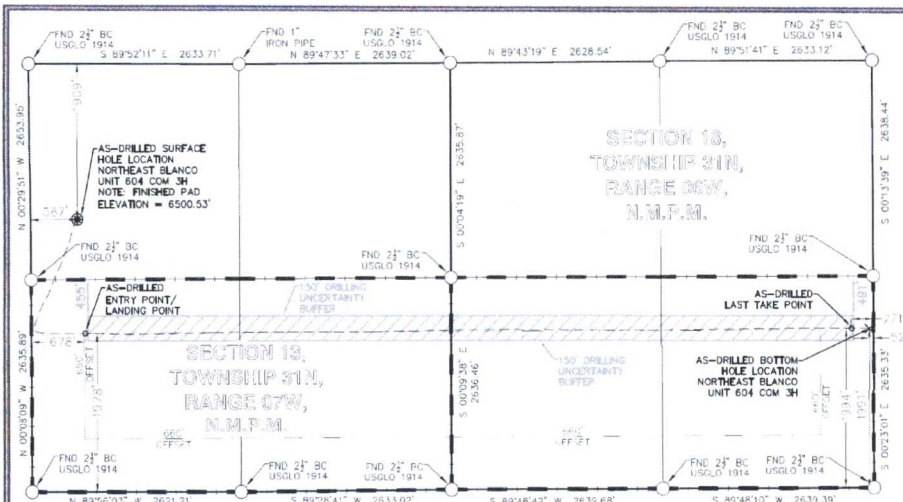 FND 2½" BC
USGLO 1914
FND 1"
IRON PIPE
FND 2½" BC
USGLO 1914
FND 2½" BC
USGLO 1914
FND 2½" BC
USGLO 1914
S 89°52'11" E 2633.71'
N 89°47'33" E 2639.02'
N 89°43'19" E 2628.54'
N 89°51'41" E 2633.12'
N 00°29'51" W 2653.95'
1909'
AS-DRILLED SURFACE
HOLE LOCATION
NORTHEAST BLANCO
UNIT 604 COM 3H
NOTE: FINISHED PAD
ELEVATION = 6500.53'
387'
S 00°04'19" E 2635.87'
SECTION 18,
TOWNSHIP 31N,
RANGE 06W,
N.M.P.M.
S 00°13'39" E 2638.44'
FND 2½" BC
USGLO 1914
FND 2½" BC
USGLO 1914
FND 2½" BC
USGLO 1914
455'
AS-DRILLED
ENTRY POINT/
LANDING POINT
150' DRILLING
UNCERTAINTY
BUFFER
AS-DRILLED
LAST TAKE POINT
491'
271'
52'
678'
N 00°08'09" W 2635.89'
660'
OFFSET
1978'
SECTION 13,
TOWNSHIP 31N,
RANGE 07W,
N.M.P.M.
S 00°09'38" E
2636.46'
150' DRILLING
UNCERTAINTY
BUFFER
AS-DRILLED BOTTOM
HOLE LOCATION
NORTHEAST BLANCO
UNIT 604 COM 3H
660'
OFFSET
1994'
1991'
S 00°23'01" E 2635.33'
660'
OFFSET
660'
OFFSET
FND 2½" BC
USGLO 1914
FND 2½" BC
USGLO 1914
FND 2½" BC
USGLO 1914
FND 2½" BC
USGLO 1914
FND 2½" BC
USGLO 1914
N 89°56'03" W 2621.21'
S 89°28'41" W 2633.02'
S 89°48'42" W 2639.68'
S 89°48'10" W 2639.39'